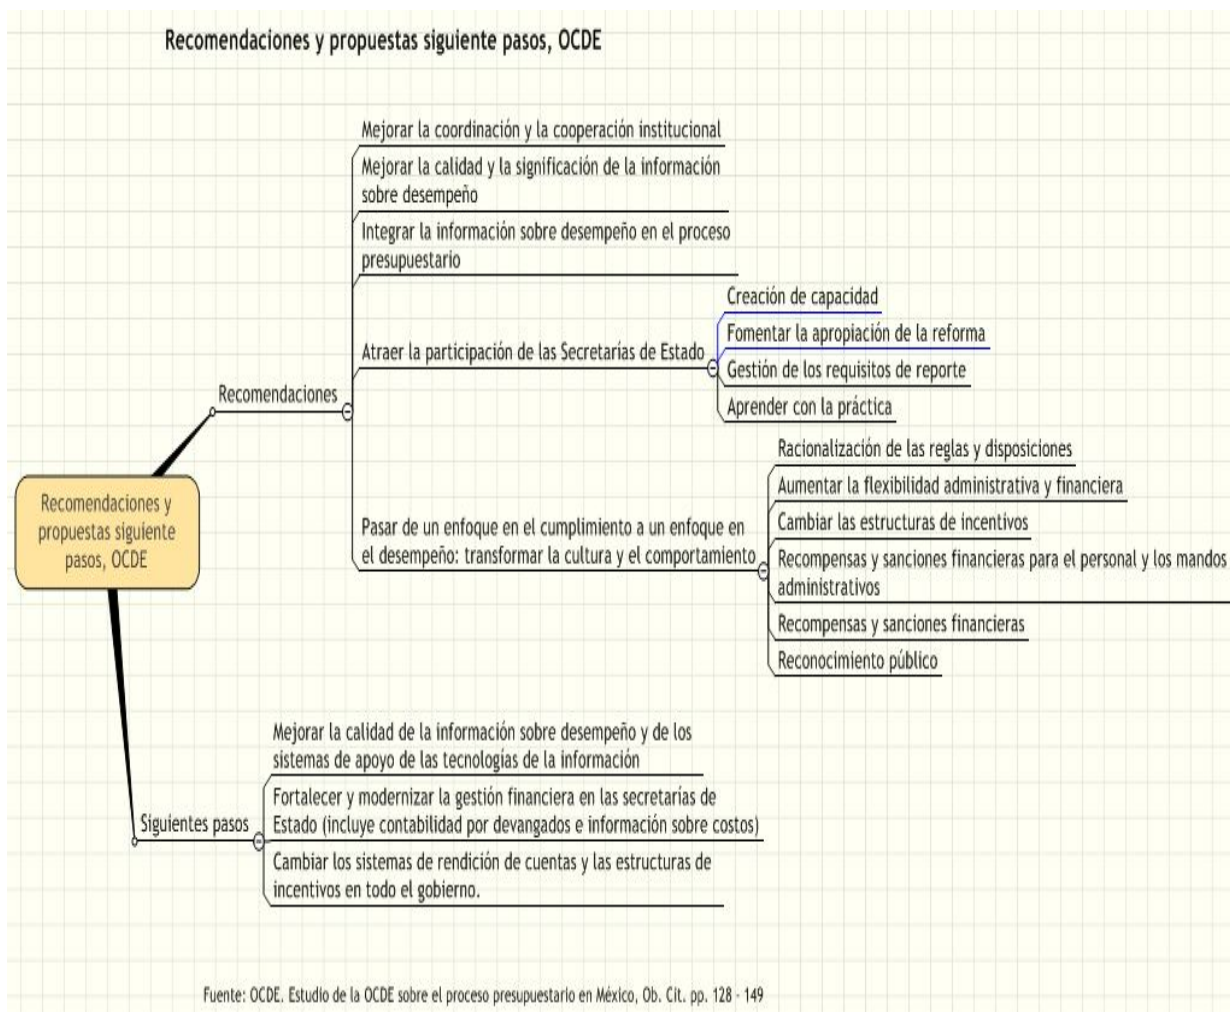 Recomendaciones y propuestas siguiente pasos, OCDE
Mejorar la coordinación y la cooperación institucional
Mejorar la calidad y la significación de la información
sobre desempeño
Integrar la información sobre desempeño en el proceso
presupuestario
Atraer la participación de las Secretarías de Estado
Creación de capacidad
Fomentar la apropiación de la reforma
Gestión de los requisitos de reporte
Aprender con la práctica
Recomendaciones
Pasar de un enfoque en el cumplimiento a un enfoque en
el desempeño: transformar la cultura y el comportamiento
Racionalización de las reglas y disposiciones
Aumentar la flexibilidad administrativa y financiera
Cambiar las estructuras de incentivos
Recompensas y sanciones financieras para el personal y los mandos
administrativos
Recompensas y sanciones financieras
Reconocimiento público
Recomendaciones y
propuestas siguiente
pasos, OCDE
Mejorar la calidad de la información sobre desempeño y de los
sistemas de apoyo de las tecnologías de la información
Siguientes pasos
Fortalecer y modernizar la gestión financiera en las secretarías de
Estado (incluye contabilidad por devangados e información sobre costos)
Cambiar los sistemas de rendición de cuentas y las estructuras de
incentivos en todo el gobierno.
Fuente: OCDE. Estudio de la OCDE sobre el proceso presupuestario en México, Ob. Cit. pp. 128 - 149